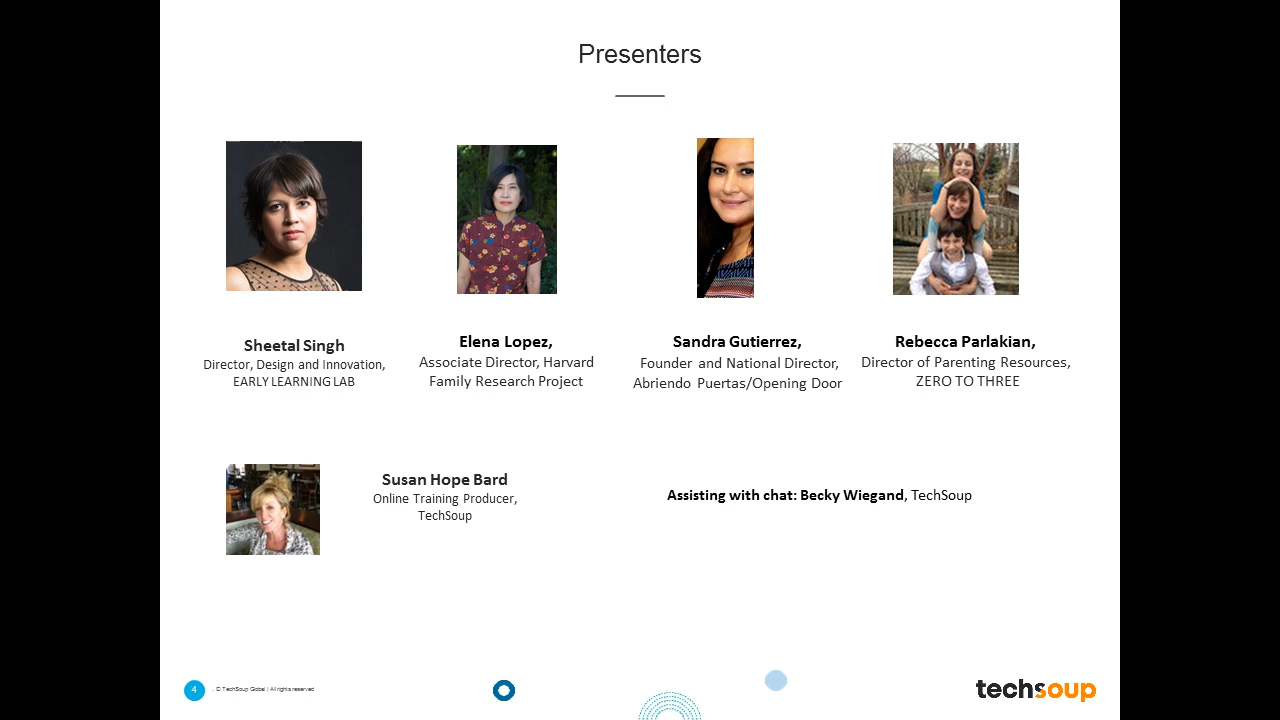 Presenters
Sheetal Singh
Director, Design and Innovation,
EARLY LEARNING LAB
Elena Lopez,
Associate Director, Harvard
Family Research Project
Sandra Gutierrez,
Founder and National Director,
Abriendo Puertas/Opening Door
Rebecca Parlakian,
Director of Parenting Resources,
ZERO TO THREE
Susan Hope Bard
Online Training Producer,
TechSoup
Assisting with chat: Becky Wiegand, TechSoup
4
. © TechSoup Global | All rights reserved
techsoup